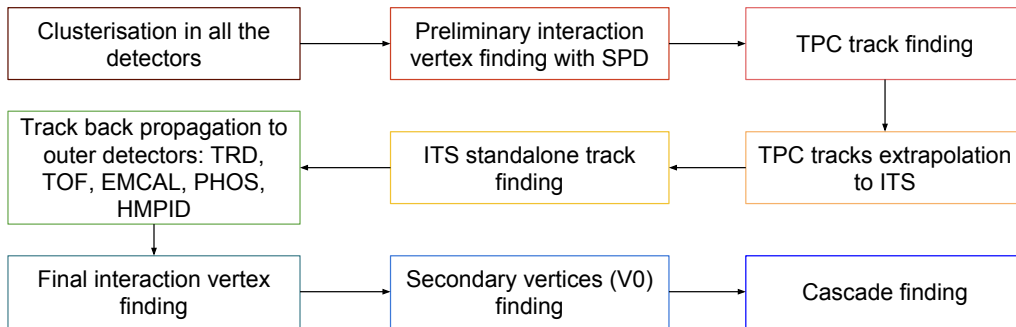 Clusterisation in all the
detectors
Preliminary interaction
vertex finding with SPD
TPC track finding
TPC tracks extrapolation
to ITS
ITS standalone track
finding
Track back propagation to
outer detectors: TRD,
TOF, EMCAL, PHOS,
HMPID
Final interaction vertex
finding
Secondary vertices (V0)
finding
Cascade finding